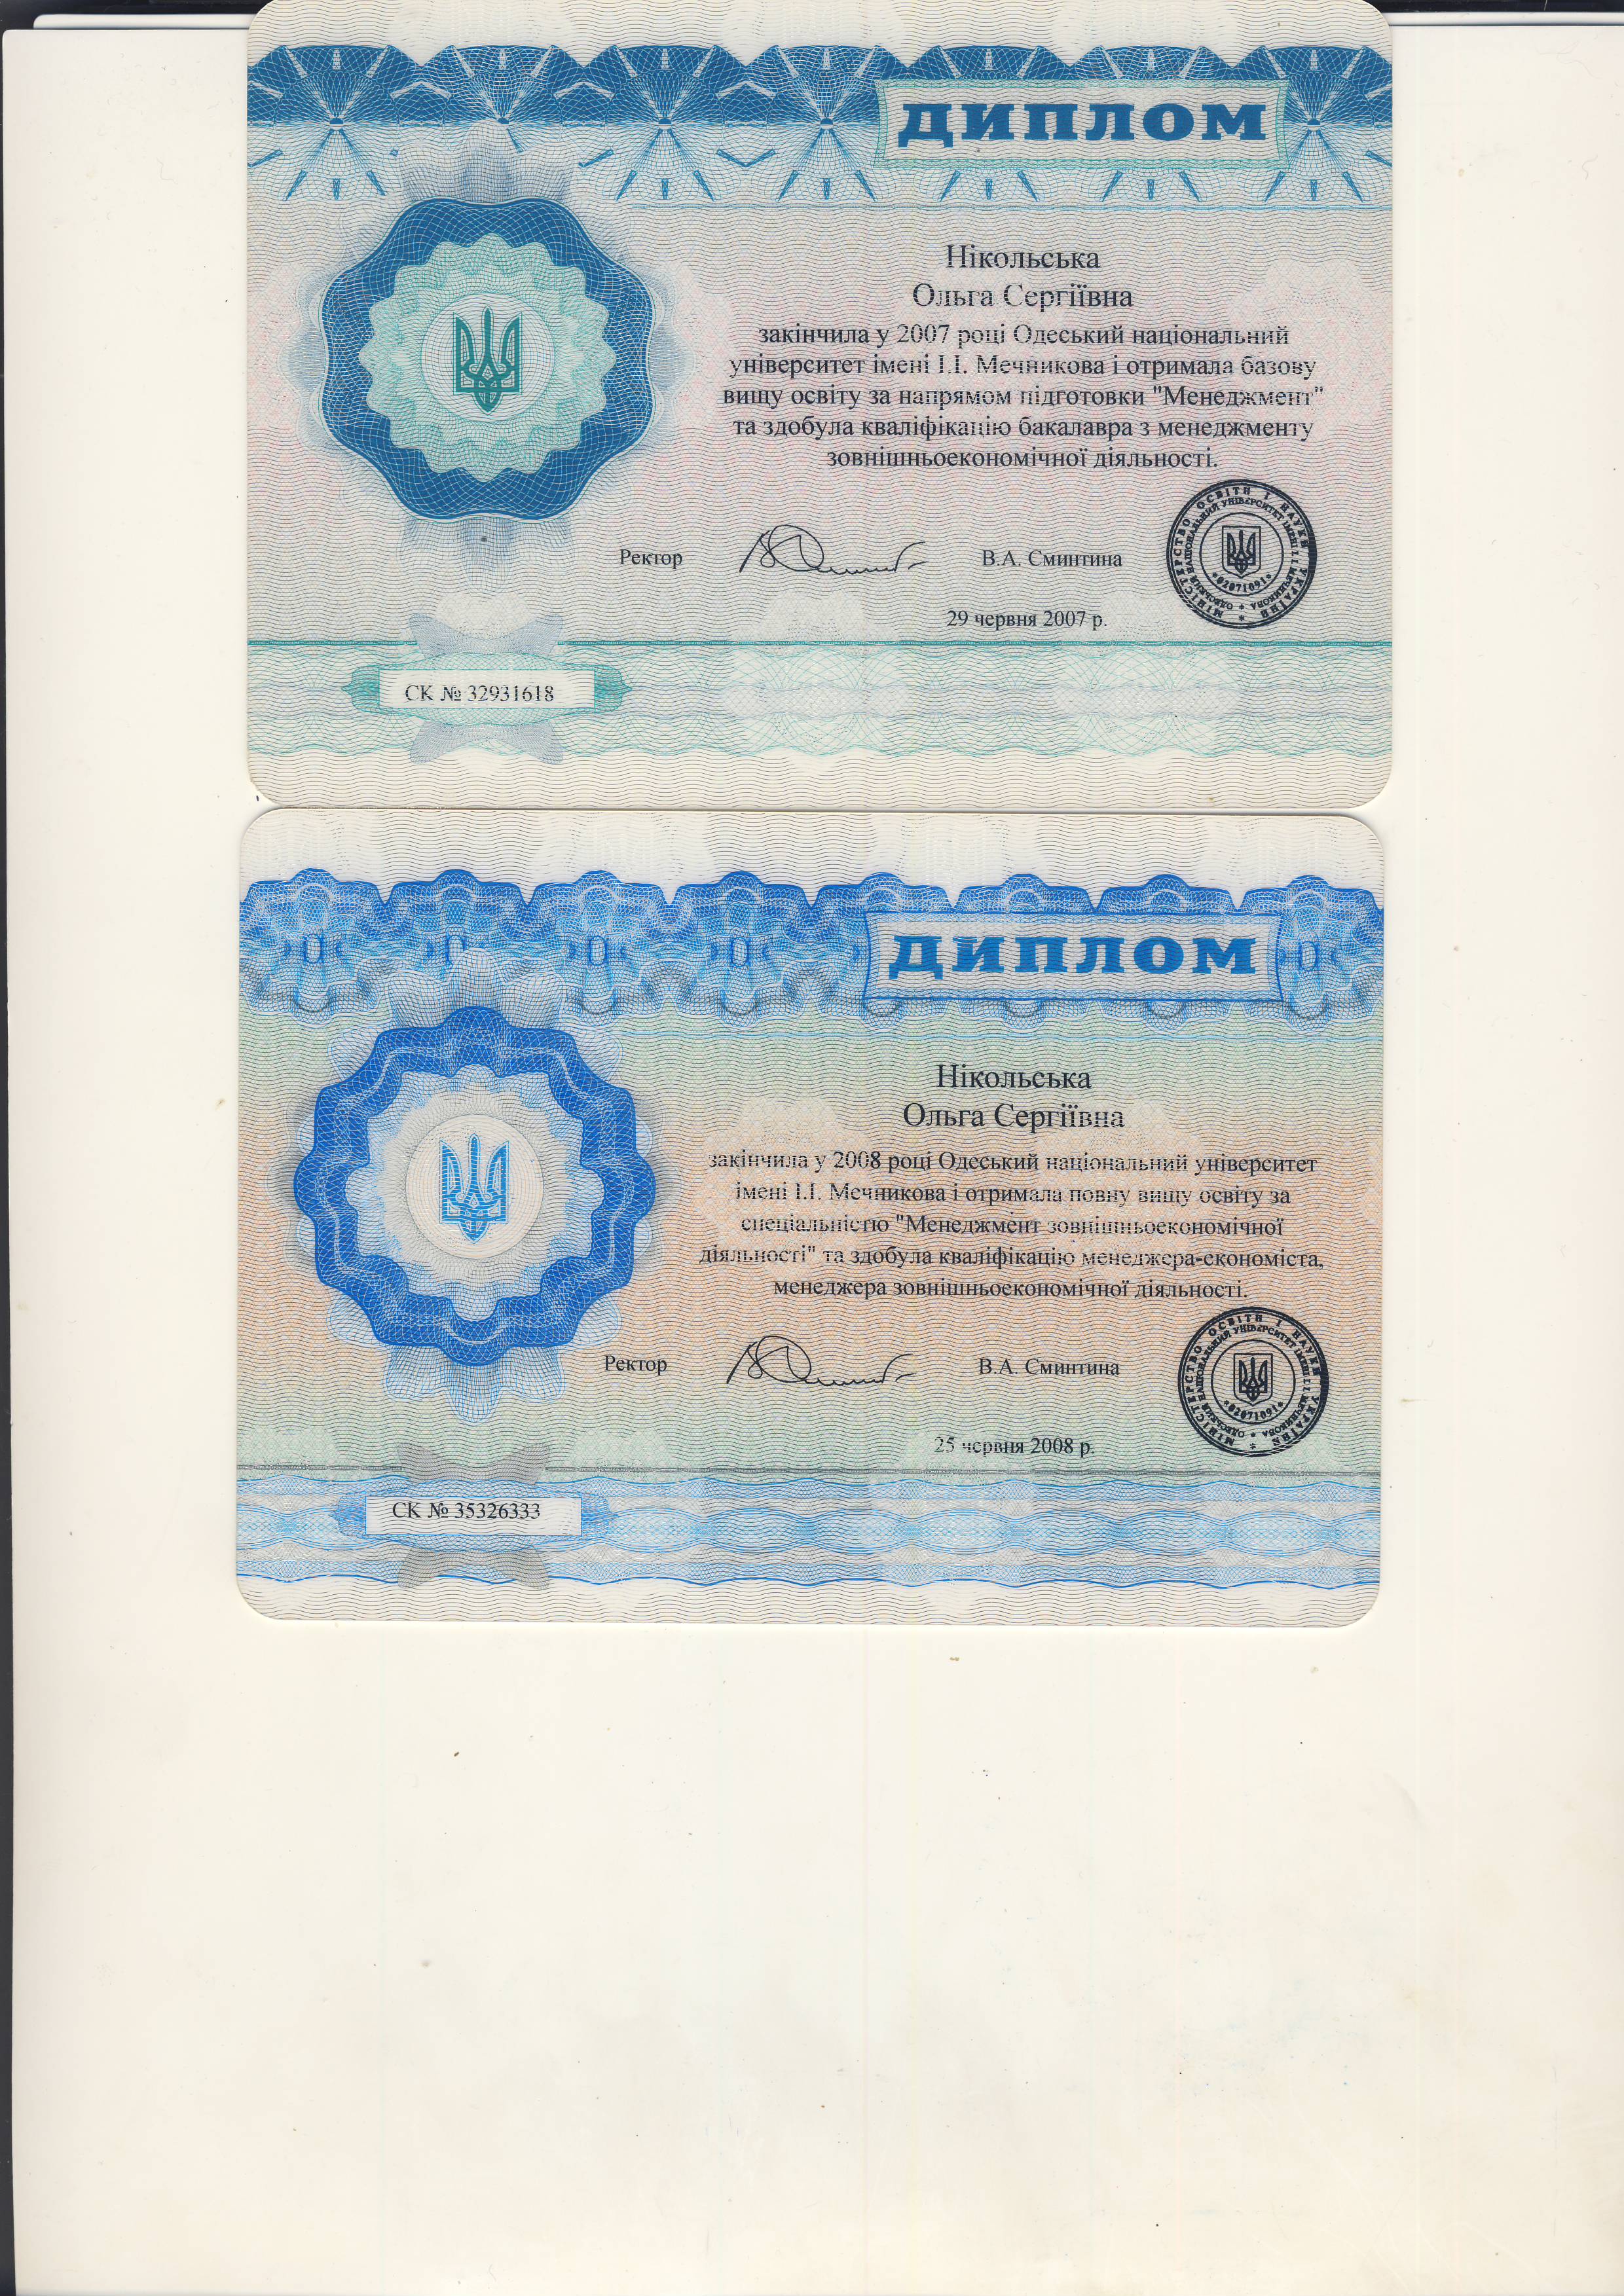 ДИПЛОМ
Нікольська
Ольга Сергіївна
закінчила у 2007 році Одеський національний
університет імені І.І. Мечникова і отримала базову
вищу освіту за напрямом підготовки "Менеджмент"
та здобула кваліфікацію бакалавра з менеджменту
зовнішньоекономічної діяльності.
Ректор В.А. Сминтина
МІНІСТЕРСТВО ОСВІТИ І НАУКИ УКРАЇНИ
ОДЕСЬКИЙ НАЦІОНАЛЬНИЙ УНІВЕРСИТЕТ ІМЕНІ І.І. МЕЧНИКОВА
*02071091*
29 червня 2007 р.
СК № 32931618
ДИПЛОМ
Нікольська
Ольга Сергіївна
закінчила у 2008 році Одеський національний університет
імені І.І. Мечникова і отримала повну вищу освіту за
спеціальністю "Менеджмент зовнішньоекономічної
діяльності" та здобула кваліфікацію менеджера-економіста,
менеджера зовнішньоекономічної діяльності.
Ректор В.А. Сминтина
МІНІСТЕРСТВО ОСВІТИ І НАУКИ УКРАЇНИ
ОДЕСЬКИЙ НАЦІОНАЛЬНИЙ УНІВЕРСИТЕТ ІМЕНІ І.І. МЕЧНИКОВА
*02071091*
25 червня 2008 р.
СК № 35326333